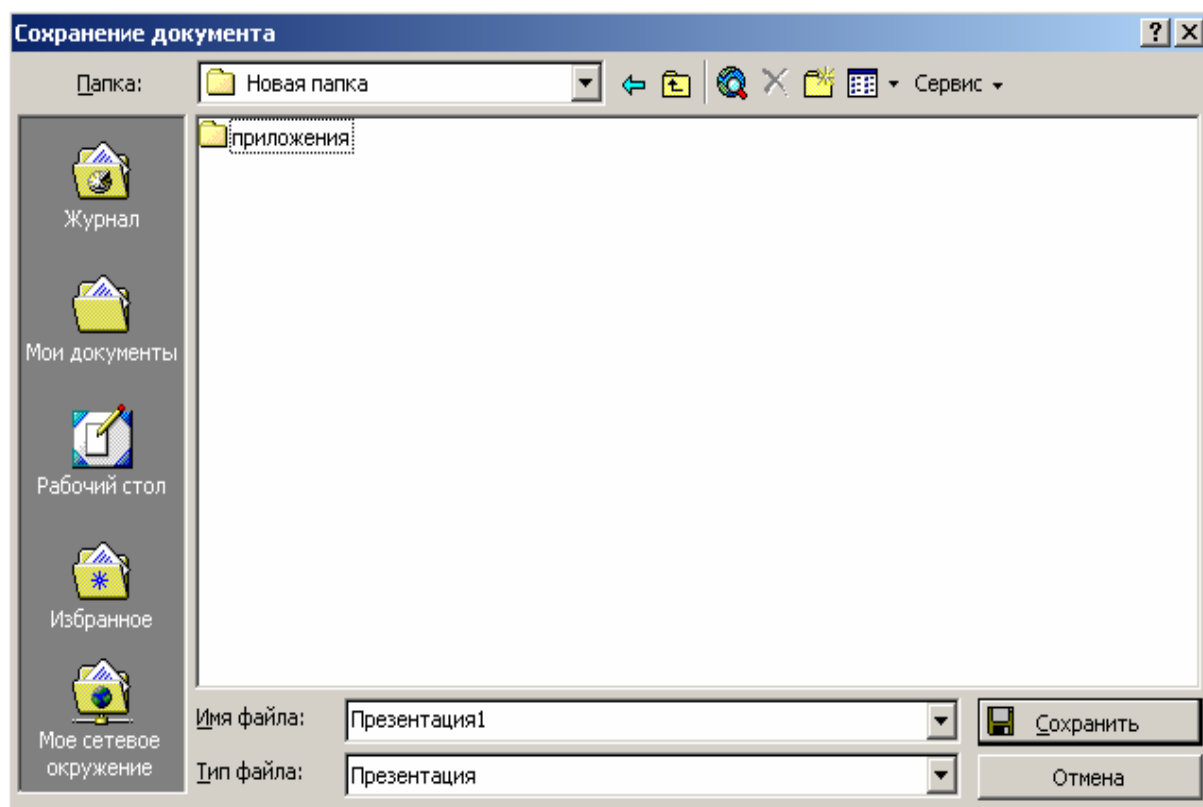 Сохранение документа
Папка:
Новая папка
Сервис
приложения
Журнал
Мои документы
Рабочий стол
Избранное
Мое сетевое
окружение
Имя файла:
Презентация1
Сохранить
Тип файла:
Презентация
Отмена